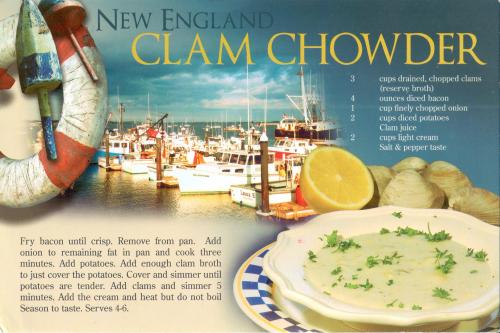 NEW ENGLAND
CLAM CHOWDER
3 cups drained, chopped clams
(reserve broth)
4 ounces diced bacon
1 cup finely chopped onion
2 cups diced potatoes
Clam juice
2 cups light cream
Salt & pepper taste
Fry bacon until crisp. Remove from pan. Add
onion to remaining fat in pan and cook three
minutes. Add potatoes. Add enough clam broth
to just cover the potatoes. Cover and simmer until
potatoes are tender. Add clams and simmer 5
minutes. Add the cream and heat but do not boil
Season to taste. Serves 4-6.